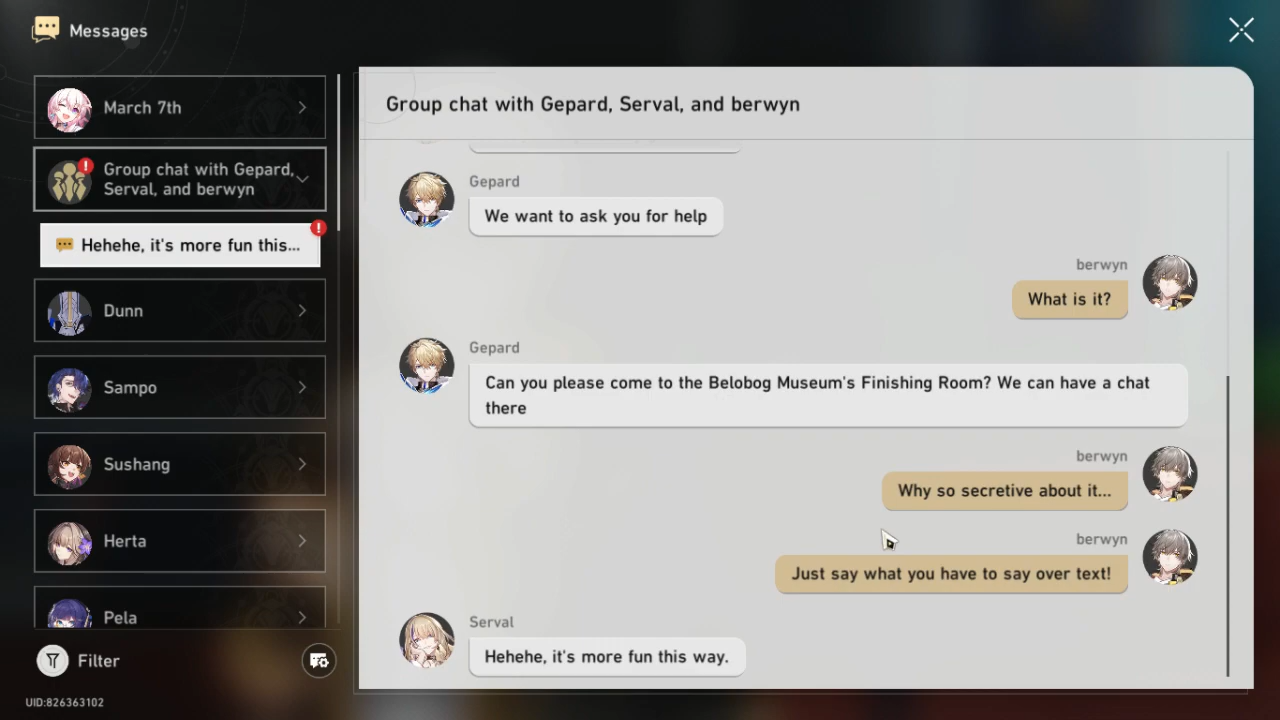 Messages
March 7th
Group chat with Gepard,
Serval, and berwyn
Hehehe, it's more fun this...
Dunn
Sampo
Sushang
Herta
Pela
Filter
UID:826363102
Group chat with Gepard, Serval, and berwyn
Gepard
We want to ask you for help
berwyn
What is it?
Gepard
Can you please come to the Belobog Museum's Finishing Room? We can have a chat
there
berwyn
Why so secretive about it...
berwyn
Just say what you have to say over text!
Serval
Hehehe, it's more fun this way.